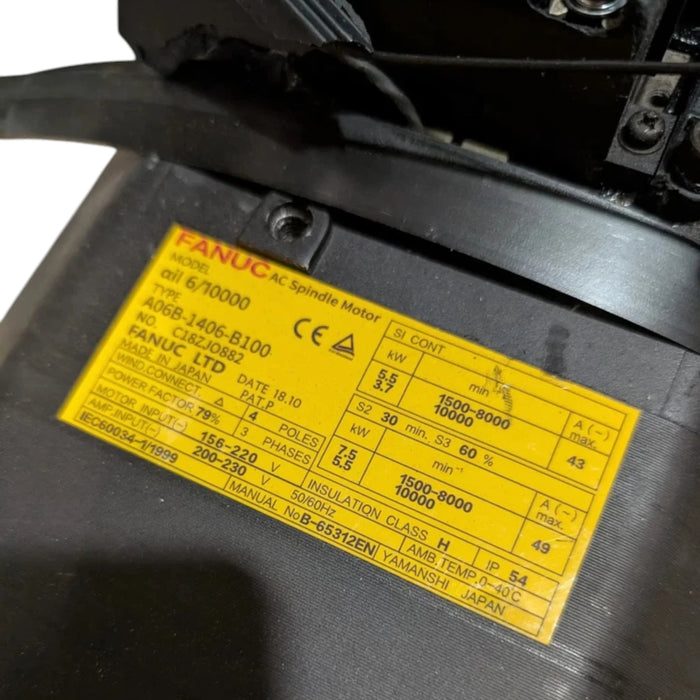 FANUC AC Spindle Motor
MODEL
αiI 6/10000
TYPE
A06B-1406-B100
NO. C18ZJ0882
FANUC LTD DATE 18.10
MADE IN JAPAN PAT.P
WIND.CONNECT. △ 4 POLES
POWER FACTOR 79% 3 PHASES
MOTOR INPUT(~) 156-220 V
AMP.INPUT(~) 200-230 V 50/60Hz
IEC60034-1/1999
CE
S1 CONT
kW min⁻¹ A (~) max.
5.5 1500-8000 43
3.7 10000
S2 30 min. S3 60 %
kW min⁻¹ A (~) max.
7.5 1500-8000 49
5.5 10000
INSULATION CLASS H IP 54
MANUAL No B-65312EN AMB.TEMP.0-40℃
YAMANSHI JAPAN